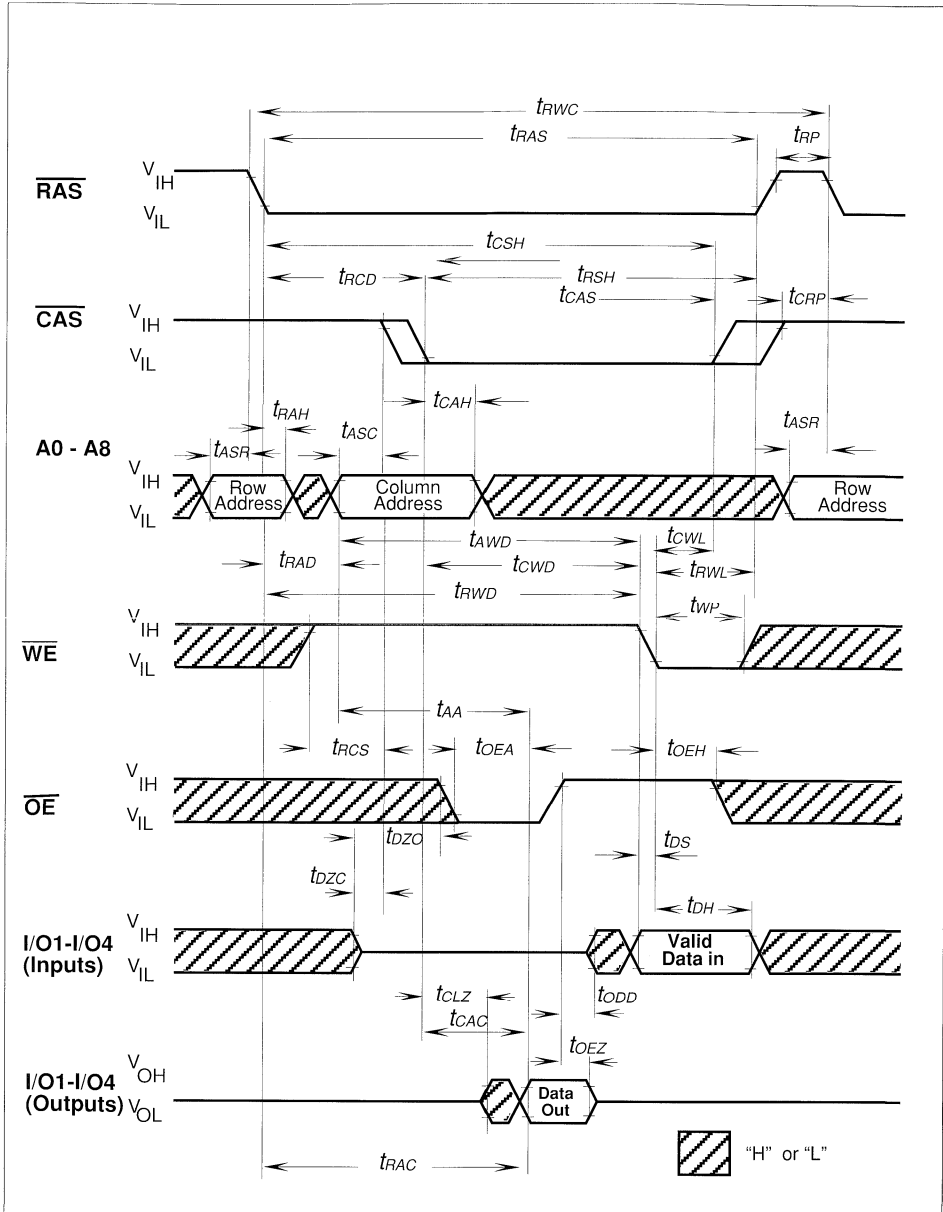 tRWC
tRAS
tRP
RAS
VIH
VIL
tCSH
tRCD
tRSH
tCAS
tCRP
CAS
VIH
VIL
tCAH
tRAH
tASR
tASC
tASR
A0 - A8
VIH
VIL
Row Address
Column Address
Row Address
tAWD
tCWL
tRAD
tCWD
tRWL
tRWD
tWP
WE
VIH
VIL
tAA
tRCS
tOEA
tOEH
OE
VIH
VIL
tDZO
tDS
tDZC
tDH
I/O1-I/O4
(Inputs)
VIH
VIL
Valid
Data in
tCLZ
tODD
tCAC
tOEZ
I/O1-I/O4
(Outputs)
VOH
VOL
Data
Out
tRAC
“H” or “L”